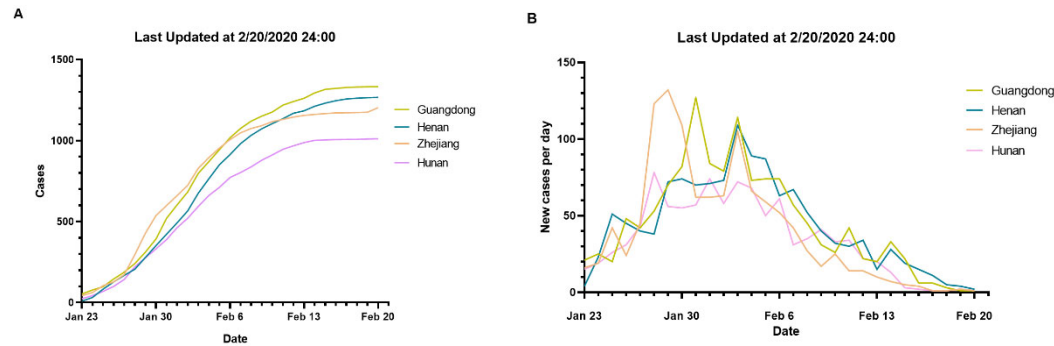 A
Last Updated at 2/20/2020 24:00
Cases
1500
1000
500
0
Jan 23
Jan 30
Feb 6
Feb 13
Feb 20
Date
Guangdong
Henan
Zhejiang
Hunan
B
Last Updated at 2/20/2020 24:00
New cases per day
150
100
50
0
Jan 23
Jan 30
Feb 6
Feb 13
Feb 20
Date
Guangdong
Henan
Zhejiang
Hunan